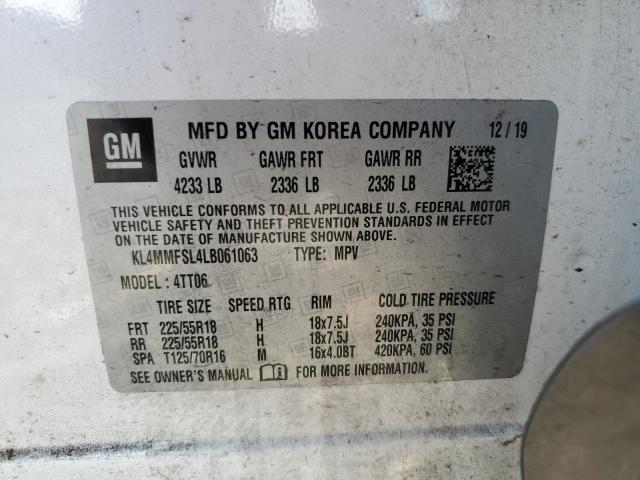 GM MFD BY GM KOREA COMPANY 12/19
GVWR GAWR FRT GAWR RR
4233 LB 2336 LB 2336 LB
THIS VEHICLE CONFORMS TO ALL APPLICABLE U.S. FEDERAL MOTOR
VEHICLE SAFETY AND THEFT PREVENTION STANDARDS IN EFFECT
ON THE DATE OF MANUFACTURE SHOWN ABOVE.
KL4MMFSL4LB061063 TYPE: MPV
MODEL: 4TT06
TIRE SIZE SPEED RTG RIM COLD TIRE PRESSURE
FRT 225/55R18 H 18x7.5J 240KPA, 35 PSI
RR 225/55R18 H 18x7.5J 240KPA, 35 PSI
SPA T125/70R16 M 16x4.0BT 420KPA, 60 PSI
SEE OWNER'S MANUAL FOR MORE INFORMATION.